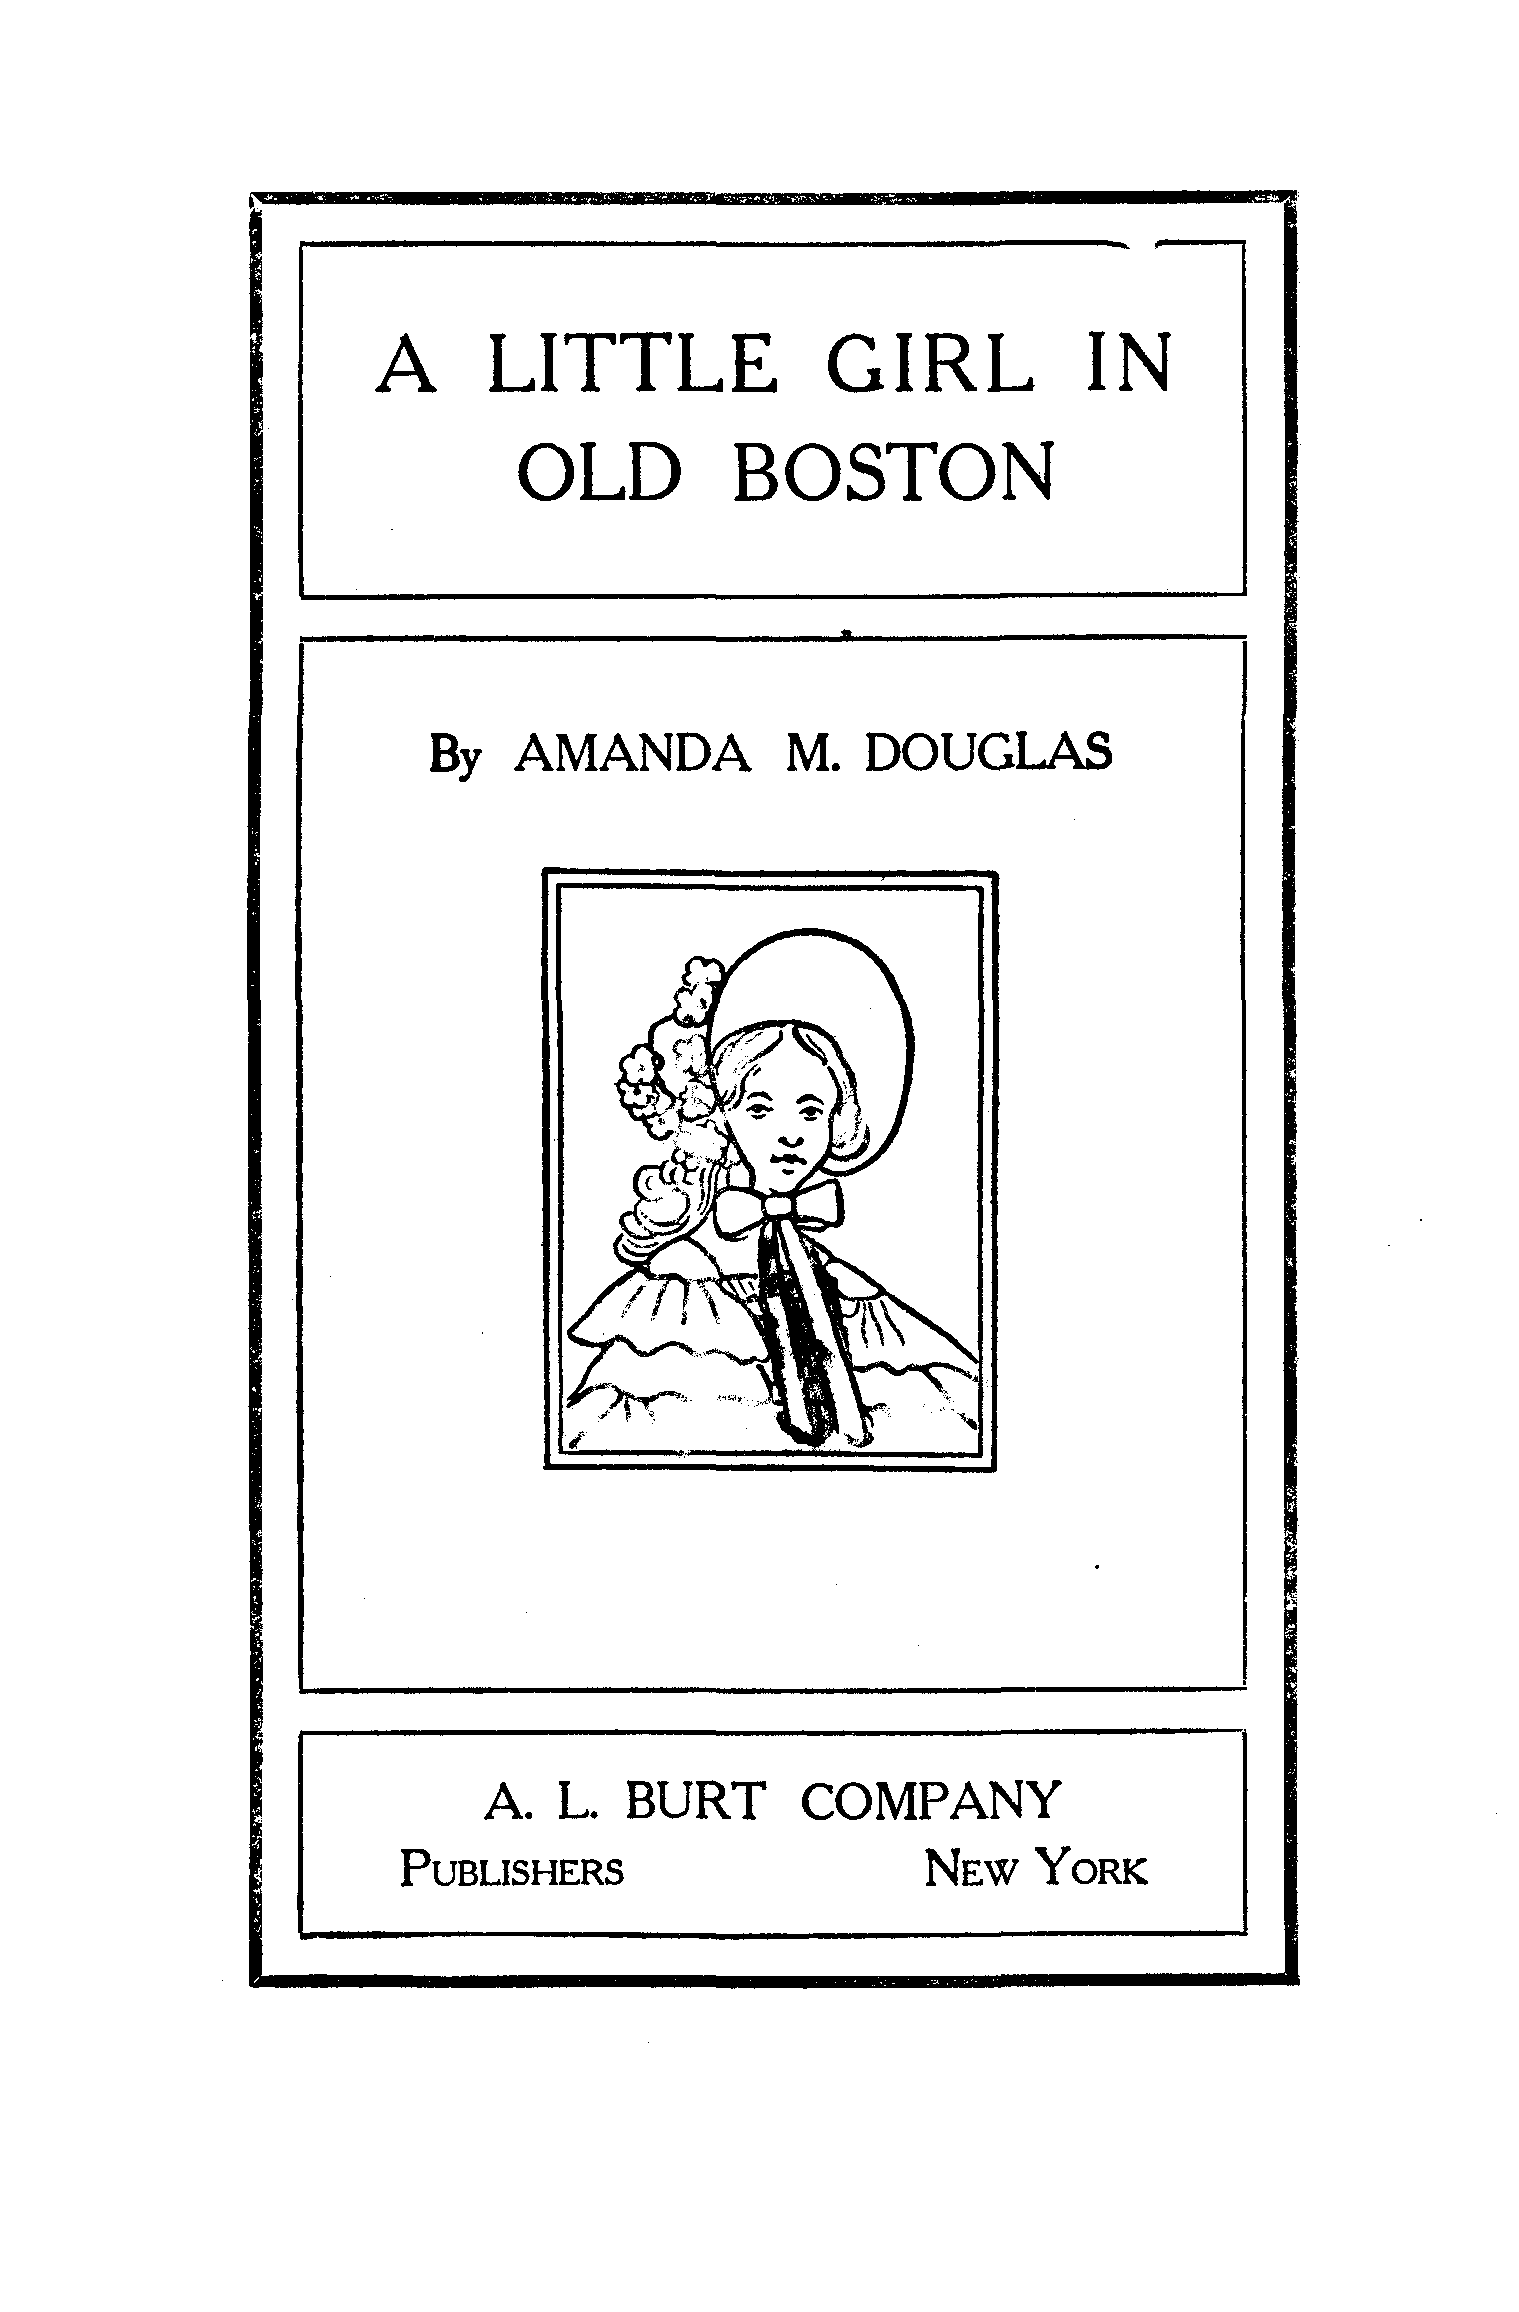 A LITTLE GIRL IN
OLD BOSTON
By AMANDA M. DOUGLAS
A. L. BURT COMPANY
PUBLISHERS NEW YORK